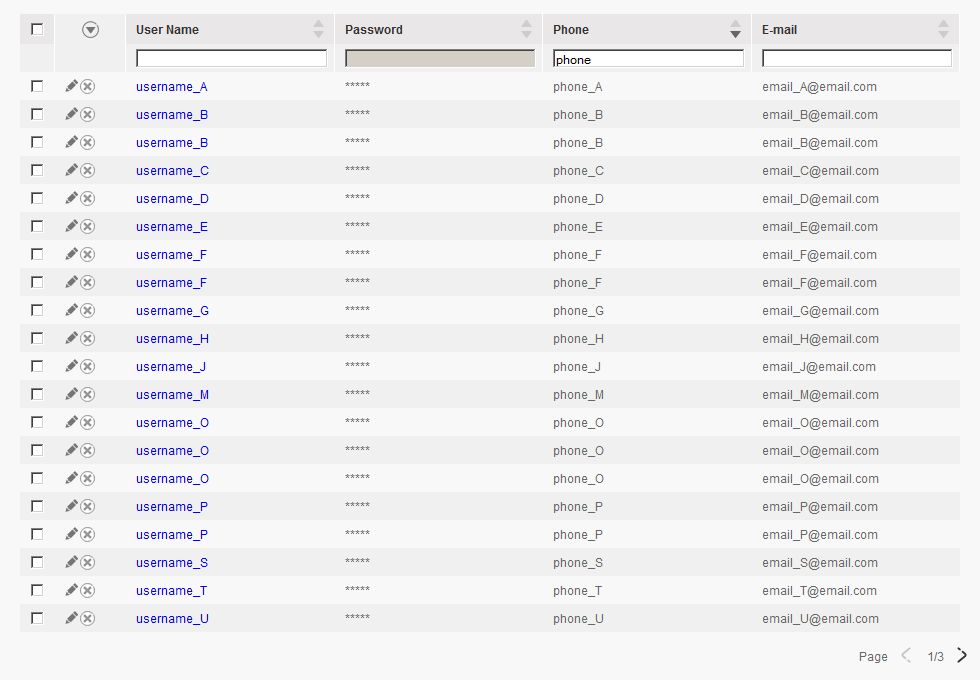 User Name Password Phone E-mail
phone
username_A ***** phone_A email_A@email.com
username_B ***** phone_B email_B@email.com
username_B ***** phone_B email_B@email.com
username_C ***** phone_C email_C@email.com
username_D ***** phone_D email_D@email.com
username_E ***** phone_E email_E@email.com
username_F ***** phone_F email_F@email.com
username_F ***** phone_F email_F@email.com
username_G ***** phone_G email_G@email.com
username_H ***** phone_H email_H@email.com
username_J ***** phone_J email_J@email.com
username_M ***** phone_M email_M@email.com
username_O ***** phone_O email_O@email.com
username_O ***** phone_O email_O@email.com
username_O ***** phone_O email_O@email.com
username_P ***** phone_P email_P@email.com
username_P ***** phone_P email_P@email.com
username_S ***** phone_S email_S@email.com
username_T ***** phone_T email_T@email.com
username_U ***** phone_U email_U@email.com
Page 1/3